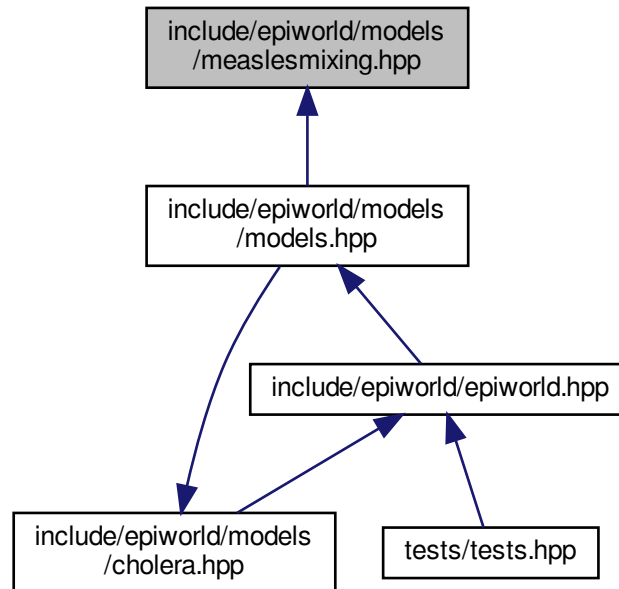 include/epiworld/models
/measlesmixing.hpp
include/epiworld/models
/models.hpp
include/epiworld/epiworld.hpp
include/epiworld/models
/cholera.hpp
tests/tests.hpp